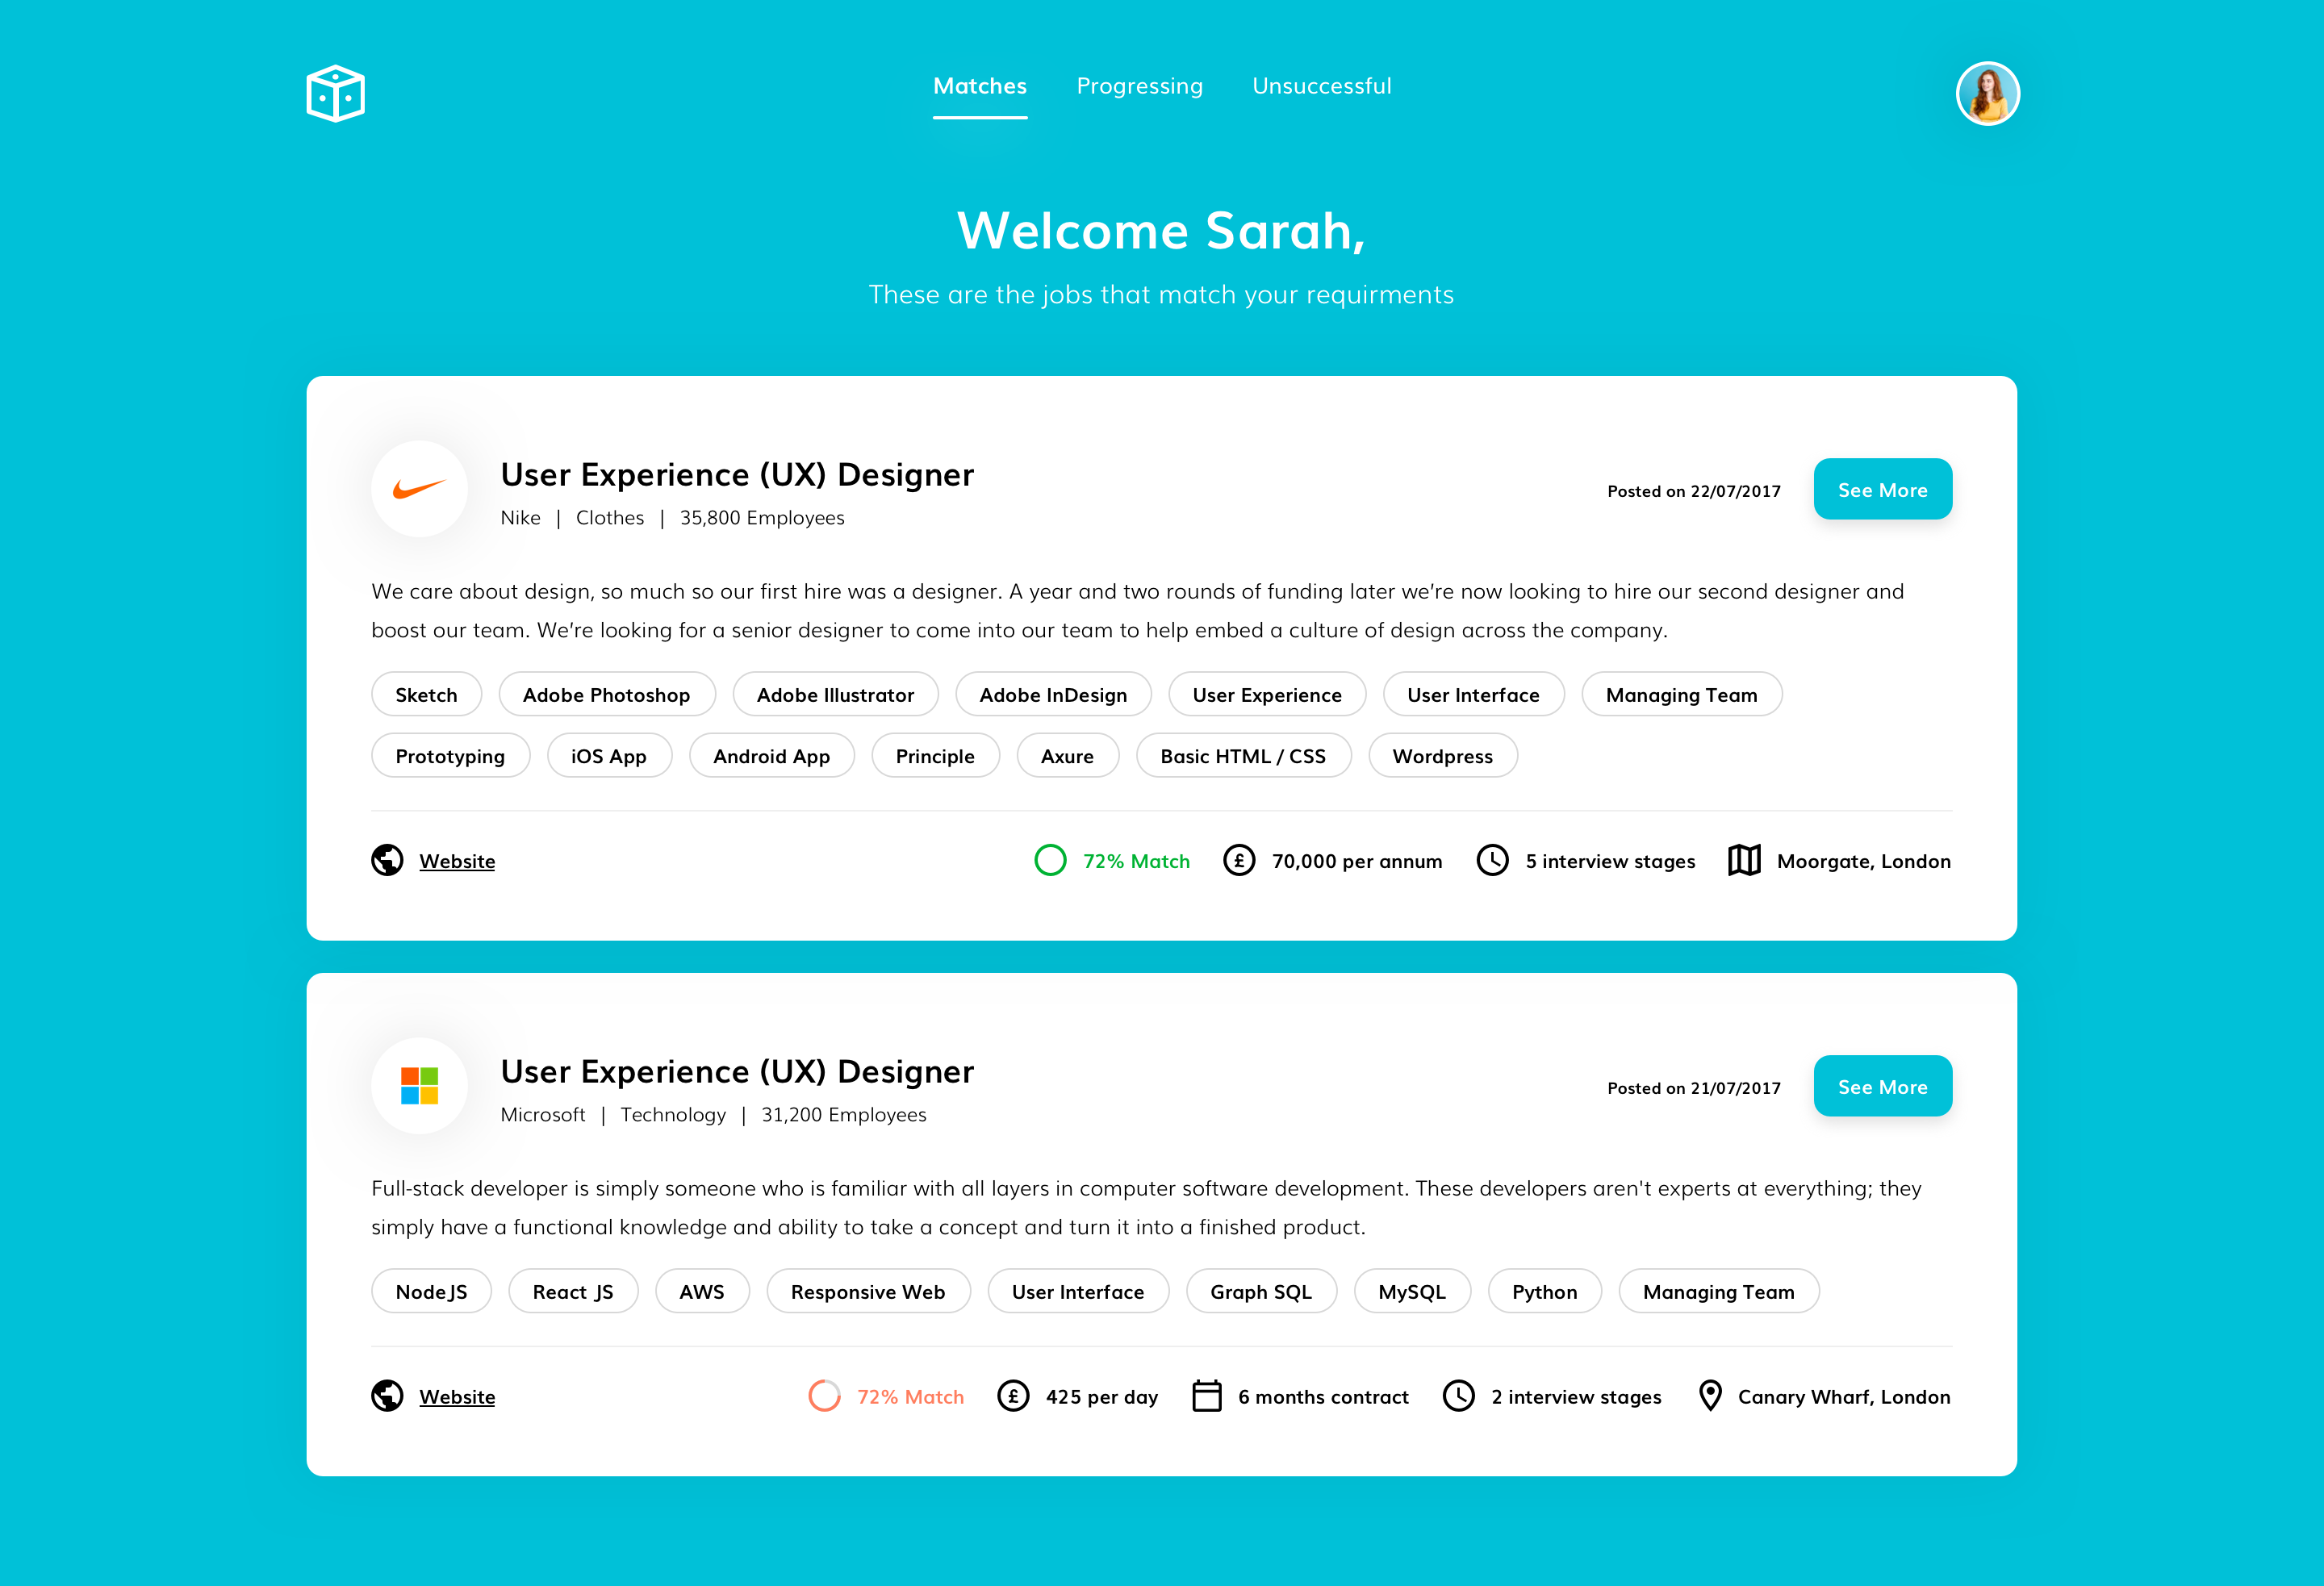 Matches Progressing Unsuccessful
Welcome Sarah,
These are the jobs that match your requirments
User Experience (UX) Designer
Nike | Clothes | 35,800 Employees
Posted on 22/07/2017
See More
We care about design, so much so our first hire was a designer. A year and two rounds of funding later we’re now looking to hire our second designer and
boost our team. We’re looking for a senior designer to come into our team to help embed a culture of design across the company.
Sketch Adobe Photoshop Adobe Illustrator Adobe InDesign User Experience User Interface Managing Team
Prototyping iOS App Android App Principle Axure Basic HTML / CSS Wordpress
Website 72% Match £ 70,000 per annum 5 interview stages Moorgate, London
User Experience (UX) Designer
Microsoft | Technology | 31,200 Employees
Posted on 21/07/2017
See More
Full-stack developer is simply someone who is familiar with all layers in computer software development. These developers aren't experts at everything; they
simply have a functional knowledge and ability to take a concept and turn it into a finished product.
NodeJS React JS AWS Responsive Web User Interface Graph SQL MySQL Python Managing Team
Website 72% Match £ 425 per day 6 months contract 2 interview stages Canary Wharf, London